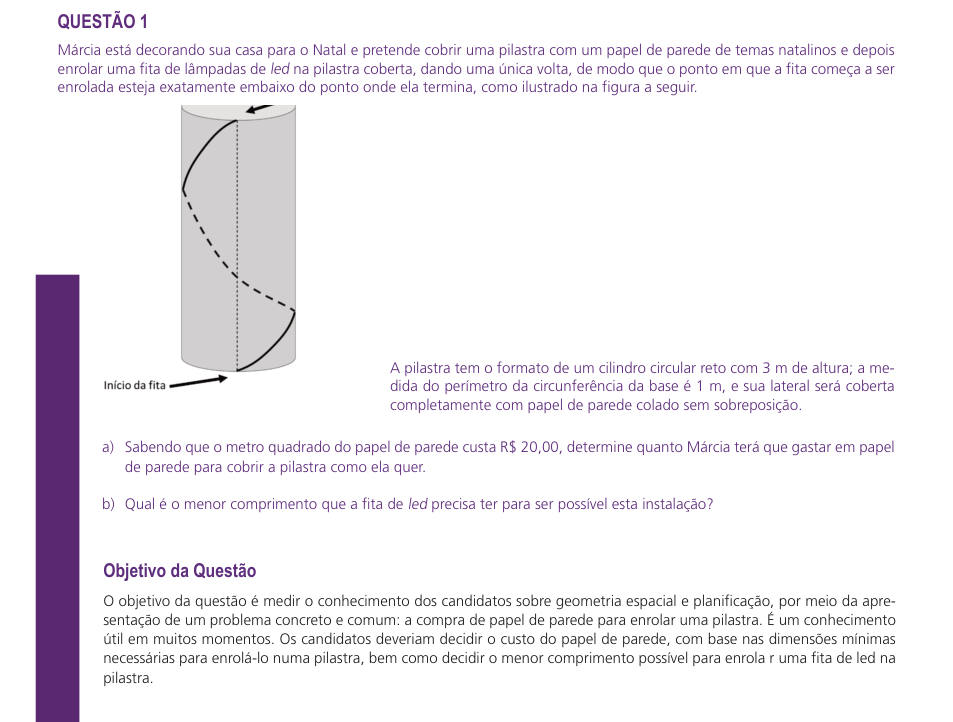 QUESTÃO 1
Márcia está decorando sua casa para o Natal e pretende cobrir uma pilastra com um papel de parede de temas natalinos e depois
enrolar uma fita de lâmpadas de led na pilastra coberta, dando uma única volta, de modo que o ponto em que a fita começa a ser
enrolada esteja exatamente embaixo do ponto onde ela termina, como ilustrado na figura a seguir.
Início da fita
A pilastra tem o formato de um cilindro circular reto com 3 m de altura; a me-
dida do perímetro da circunferência da base é 1 m, e sua lateral será coberta
completamente com papel de parede colado sem sobreposição.
a) Sabendo que o metro quadrado do papel de parede custa R$ 20,00, determine quanto Márcia terá que gastar em papel
de parede para cobrir a pilastra como ela quer.
b) Qual é o menor comprimento que a fita de led precisa ter para ser possível esta instalação?
Objetivo da Questão
O objetivo da questão é medir o conhecimento dos candidatos sobre geometria espacial e planificação, por meio da apre-
sentação de um problema concreto e comum: a compra de papel de parede para enrolar uma pilastra. É um conhecimento
útil em muitos momentos. Os candidatos deveriam decidir o custo do papel de parede, com base nas dimensões mínimas
necessárias para enrolá-lo numa pilastra, bem como decidir o menor comprimento possível para enrola r uma fita de led na
pilastra.